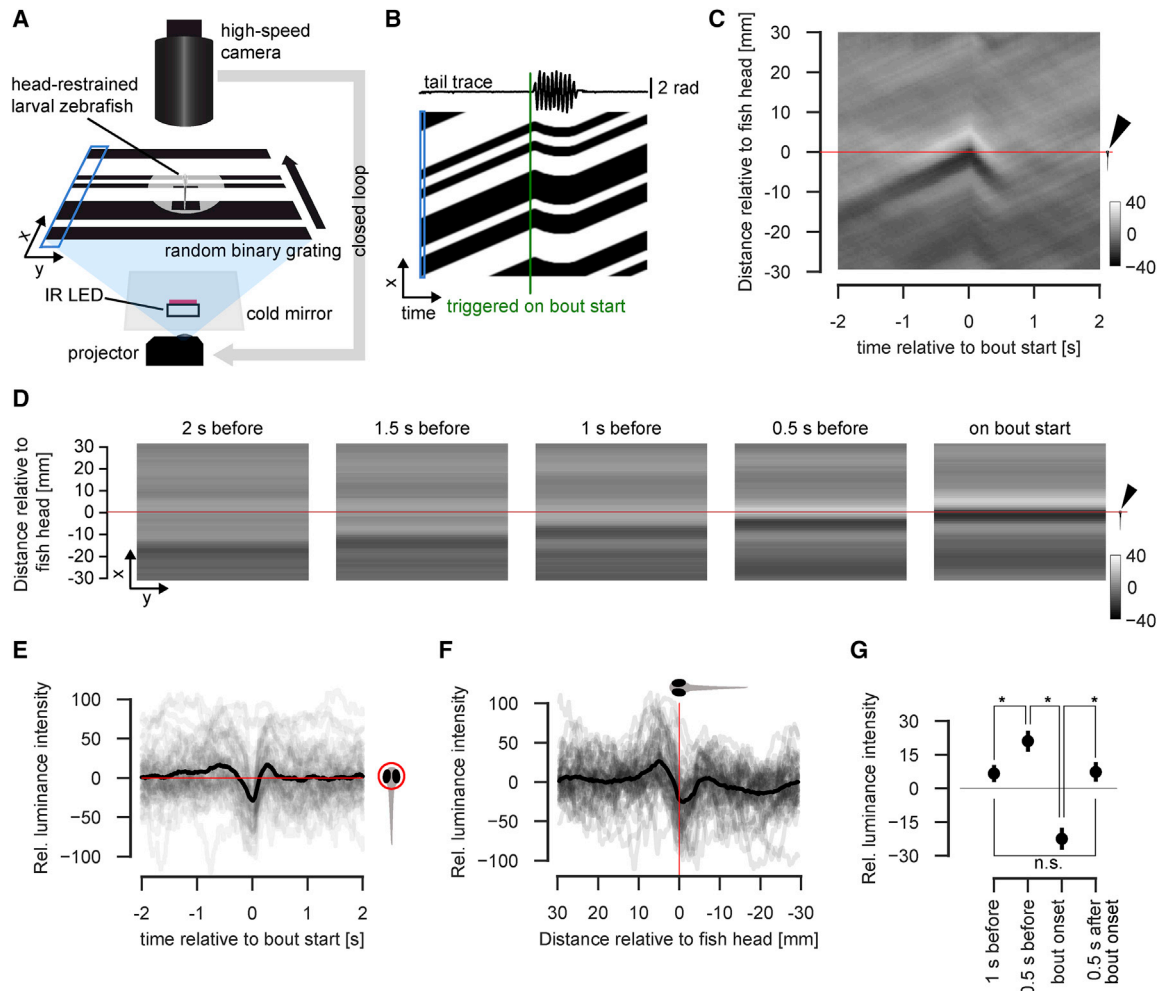 A
high-speed
camera
head-restrained
larval zebrafish
closed loop
x
y
random binary grating
IR LED
cold mirror
projector
B
tail trace
2 rad
x
time
triggered on bout start
C
Distance relative to fish head [mm]
30
20
10
0
-10
-20
-30
40
0
−40
-2 -1 0 1 2
time relative to bout start [s]
D
2 s before 1.5 s before 1 s before 0.5 s before on bout start
Distance relative to
fish head [mm]
30
20
10
0
-10
-20
-30
x
y
40
0
−40
E
Rel. luminance intensity
100
50
0
−50
−100
-2 -1 0 1 2
time relative to bout start [s]
F
Rel. luminance intensity
100
50
0
−50
−100
30 20 10 0 -10 -20 -30
Distance relative to fish head [mm]
G
Rel. luminance intensity
30
15
0
−15
−30
* * *
n.s.
1 s before
0.5 s before
bout onset
0.5 s after
bout onset